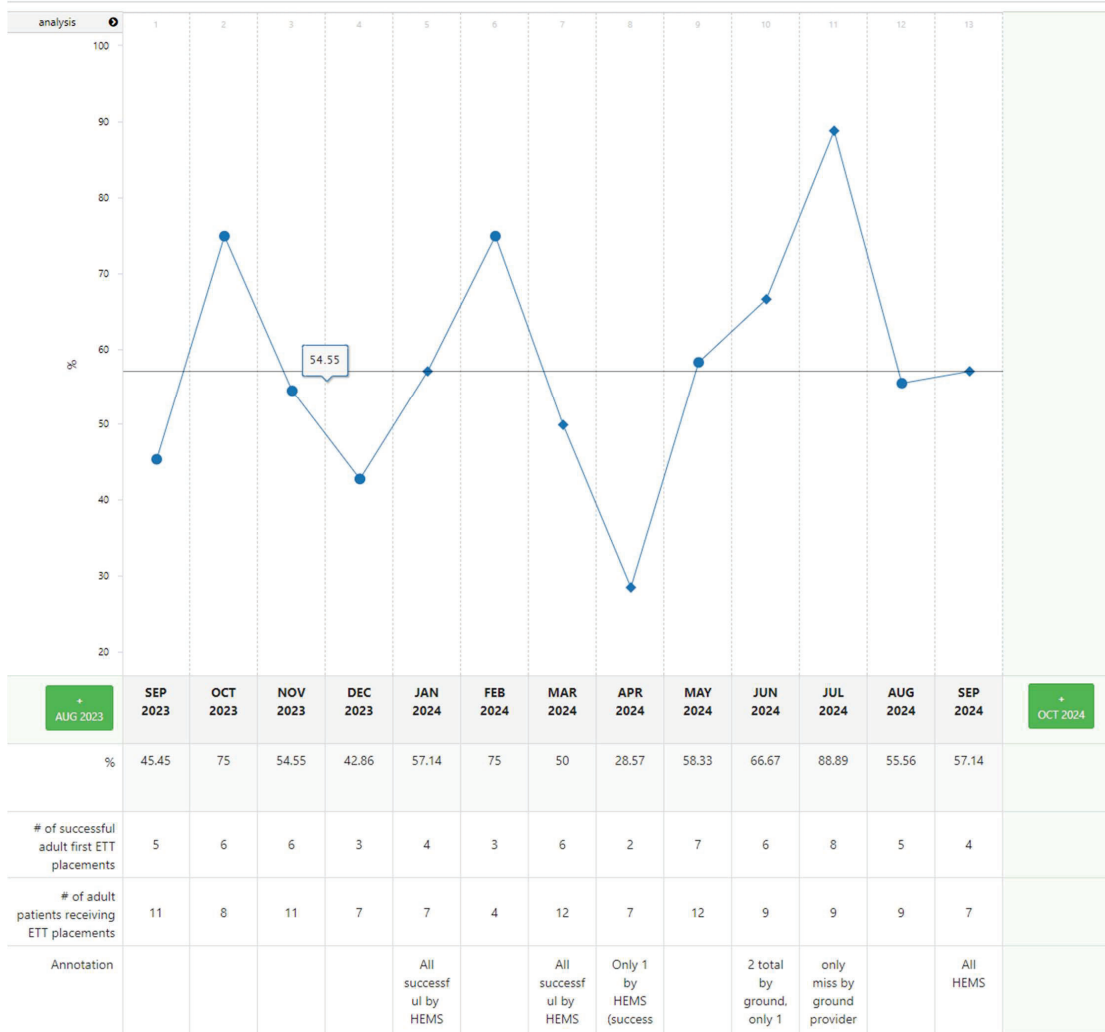 analysis
1 2 3 4 5 6 7 8 9 10 11 12 13
100
90
80
70
60
50
40
30
20
%
54.55
+
AUG 2023
SEP 2023
OCT 2023
NOV 2023
DEC 2023
JAN 2024
FEB 2024
MAR 2024
APR 2024
MAY 2024
JUN 2024
JUL 2024
AUG 2024
SEP 2024
+
OCT 2024
% 45.45 75 54.55 42.86 57.14 75 50 28.57 58.33 66.67 88.89 55.56 57.14
# of successful
adult first ETT
placements
5 6 6 3 4 3 6 2 7 6 8 5 4
# of adult
patients receiving
ETT placements
11 8 11 7 7 4 12 7 12 9 9 9 7
Annotation
All
successf
ul by
HEMS
All
successf
ul by
HEMS
Only 1
by
HEMS
(success
2 total
by
ground,
only 1
only
miss by
ground
provider
All
HEMS